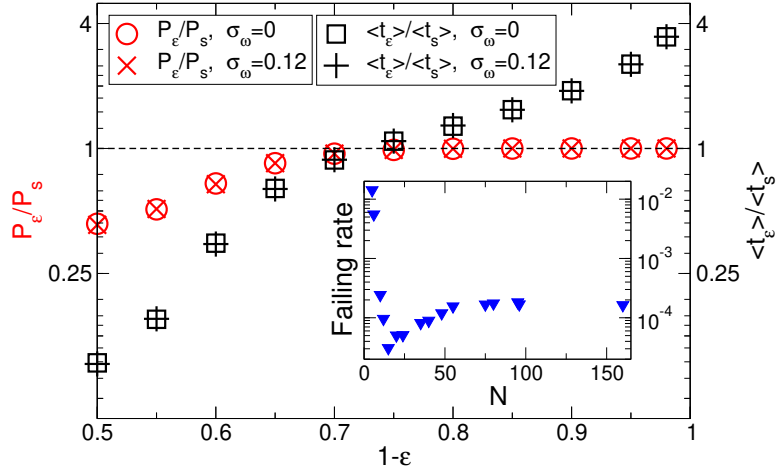 4
P_ε/P_s, σ_ω=0
<t_ε>/<t_s>, σ_ω=0
4
P_ε/P_s, σ_ω=0.12
<t_ε>/<t_s>, σ_ω=0.12
1
1
P_ε/P_s
<t_ε>/<t_s>
0.25
0.25
Failing rate
10^-2
10^-3
10^-4
0 50 100 150
N
0.5 0.6 0.7 0.8 0.9 1
1-ε